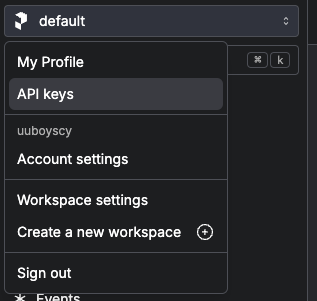 default
My Profile
⌘ k
API keys
uuboyscy
Account settings
Workspace settings
Create a new workspace
Sign out
Events